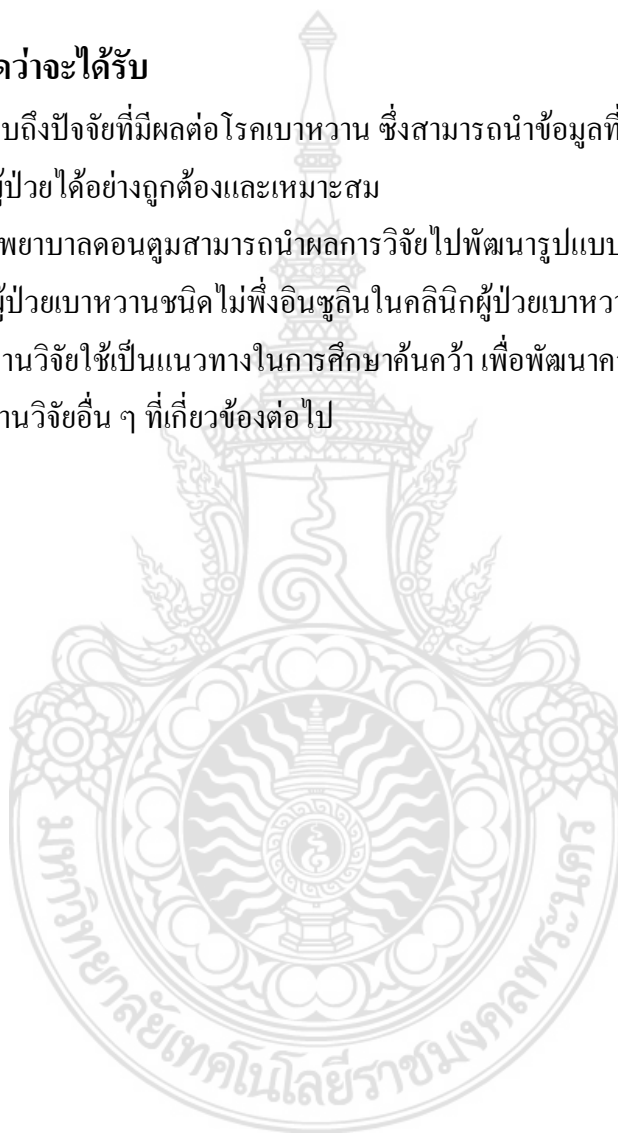 ดว่าจะได้รับ
บถึงปัจจัยที่มีผลต่อโรคเบาหวาน ซึ่งสามารถนำข้อมูลที่
ผู้ป่วยได้อย่างถูกต้องและเหมาะสม
พยาบาลดอนตูมสามารถนำผลการวิจัยไปพัฒนารูปแบบ
ผู้ป่วยเบาหวานชนิดไม่พึ่งอินซูลินในคลินิกผู้ป่วยเบาหวา
านวิจัยใช้เป็นแนวทางในการศึกษาค้นคว้า เพื่อพัฒนาคว
านวิจัยอื่น ๆ ที่เกี่ยวข้องต่อไป
มหาวิทยาลัยเทคโนโลยีราชมงคลพระนคร